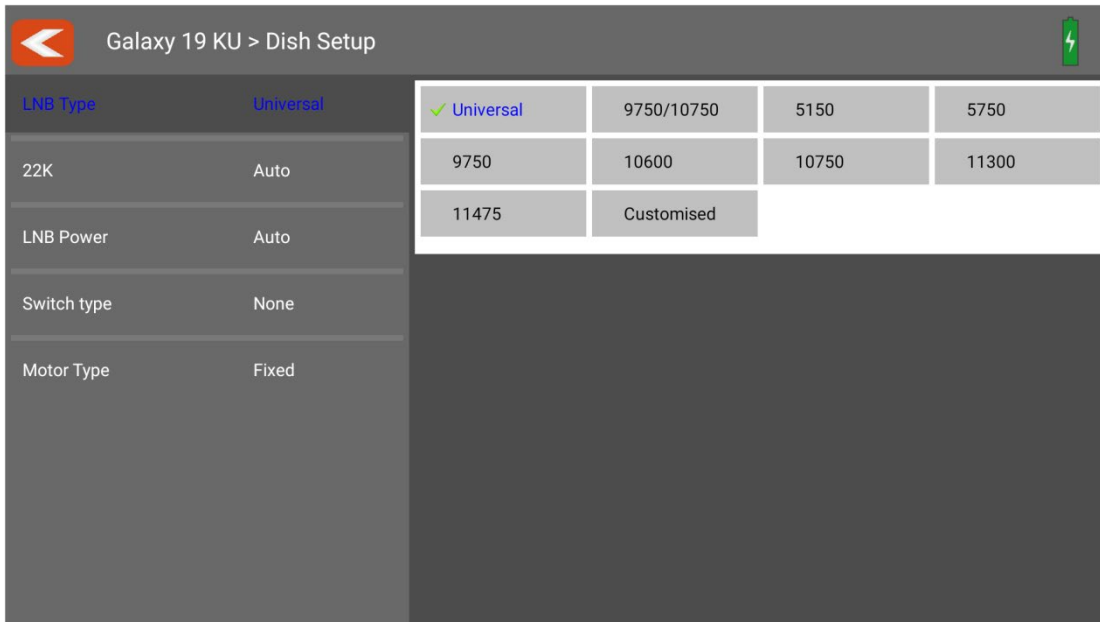 Galaxy 19 KU > Dish Setup
LNB Type Universal
22K Auto
LNB Power Auto
Switch type None
Motor Type Fixed
Universal 9750/10750 5150 5750
9750 10600 10750 11300
11475 Customised